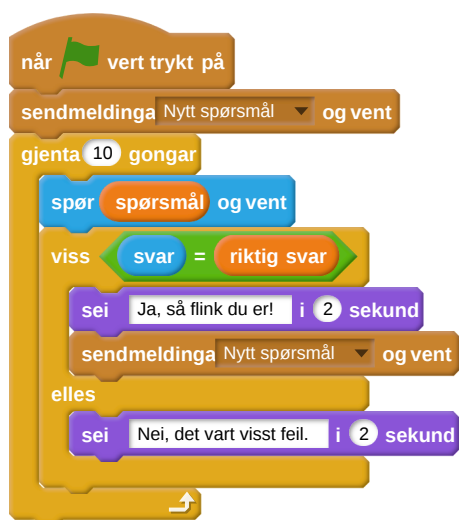 når vert trykt på
sendmeldinga Nytt spørsmål og vent
gjenta 10 gongar
spør spørsmål og vent
viss svar = riktig svar
sei Ja, så flink du er! i 2 sekund
sendmeldinga Nytt spørsmål og vent
elles
sei Nei, det vart visst feil. i 2 sekund